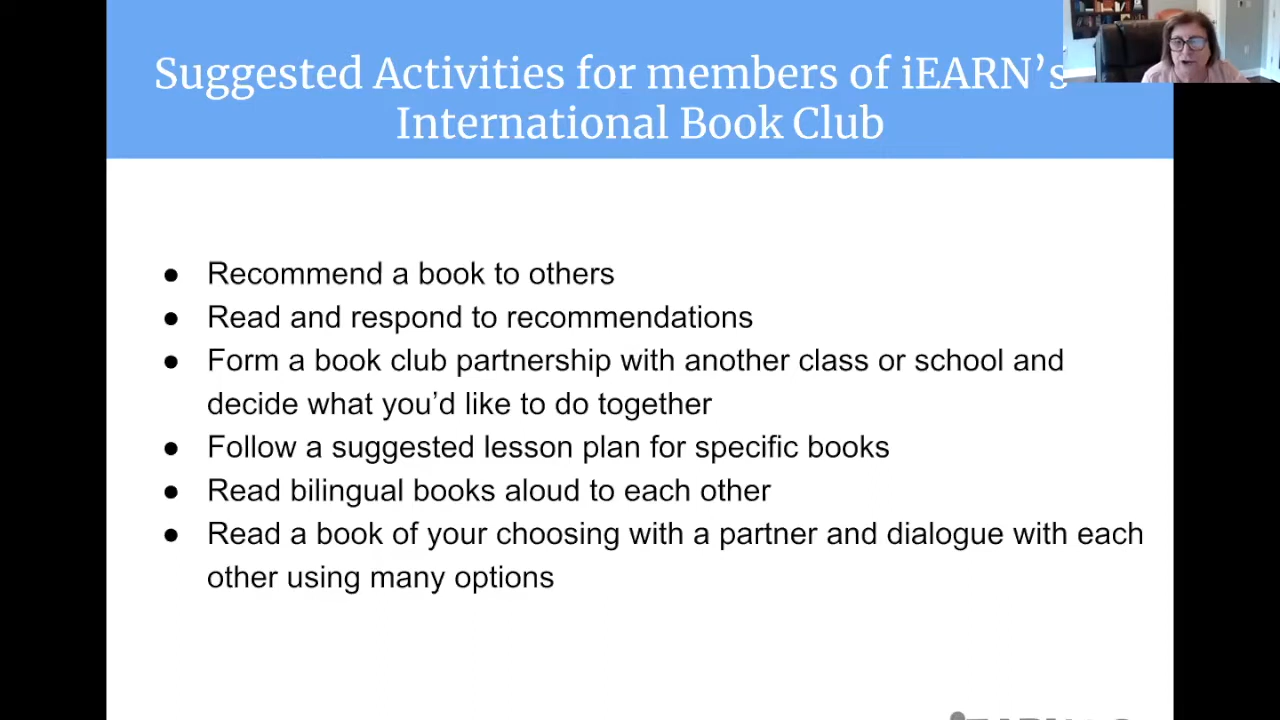 Suggested Activities for members of iEARN's
International Book Club
● Recommend a book to others
● Read and respond to recommendations
● Form a book club partnership with another class or school and
decide what you'd like to do together
● Follow a suggested lesson plan for specific books
● Read bilingual books aloud to each other
● Read a book of your choosing with a partner and dialogue with each
other using many options